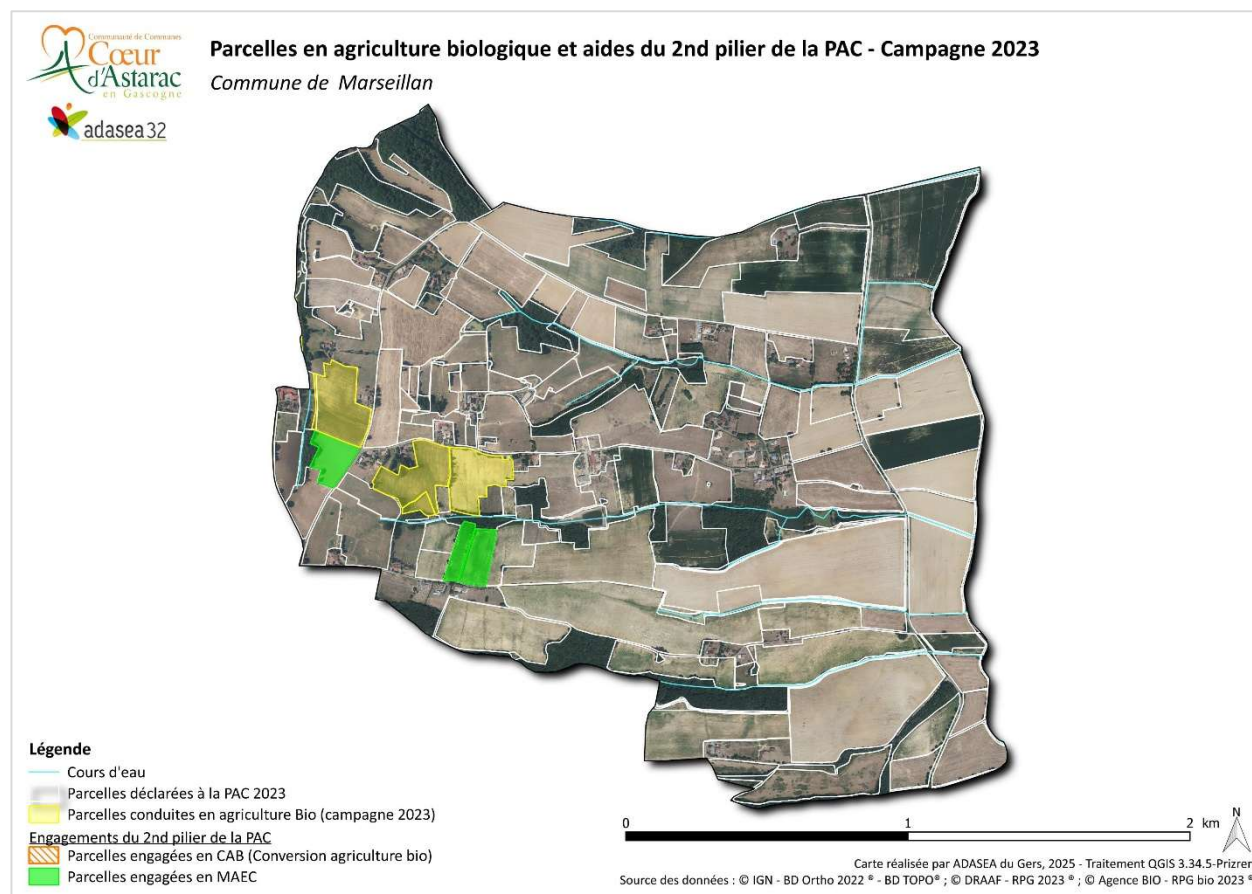 Communauté de Communes
Cœur
d'Astarac
en Gascogne
adasea32
Parcelles en agriculture biologique et aides du 2nd pilier de la PAC - Campagne 2023
Commune de Marseillan
Légende
Cours d'eau
Parcelles déclarées à la PAC 2023
Parcelles conduites en agriculture Bio (campagne 2023)
Engagements du 2nd pilier de la PAC
Parcelles engagées en CAB (Conversion agriculture bio)
Parcelles engagées en MAEC
0 1 2 km
N
Carte réalisée par ADASEA du Gers, 2025 - Traitement QGIS 3.34.5-Prizren
Source des données : © IGN - BD Ortho 2022 ® - BD TOPO® ; © DRAAF - RPG 2023 ® ; © Agence BIO - RPG bio 2023 ®